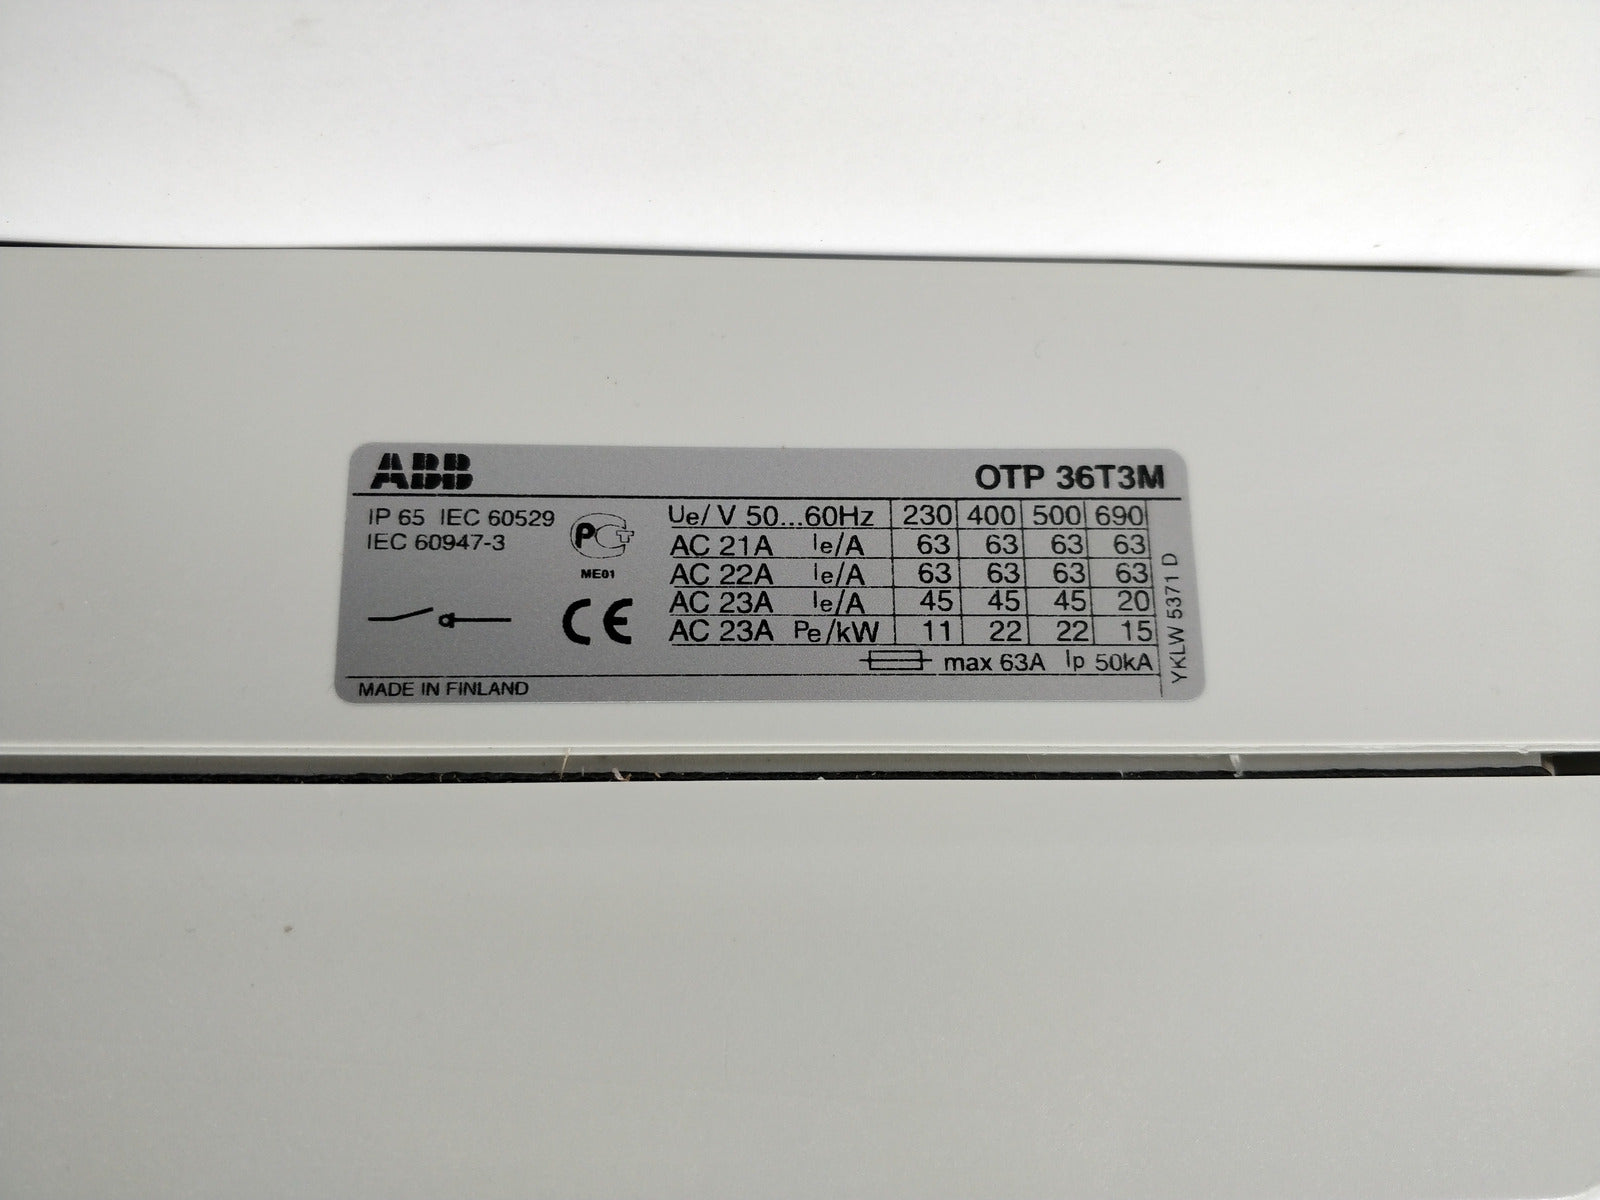 ABB OTP 36T3M
IP 65 IEC 60529
IEC 60947-3
PCT
ME01
CE
Ue/ V 50...60Hz 230 400 500 690
AC 21A Ie/A 63 63 63 63
AC 22A Ie/A 63 63 63 63
AC 23A Ie/A 45 45 45 20
AC 23A Pe/kW 11 22 22 15
max 63A Ip 50kA
YKLW 5371 D
MADE IN FINLAND